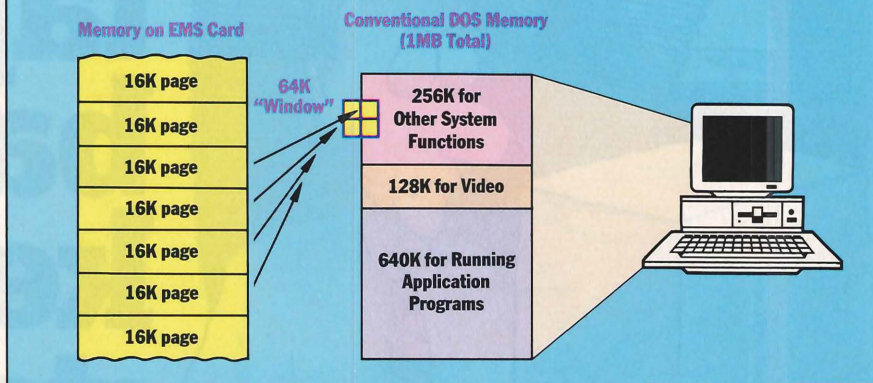 Memory on EMS Card
16K page
16K page
16K page
16K page
16K page
16K page
16K page
64K
"Window"
Conventional DOS Memory
(1MB Total)
256K for
Other System
Functions
128K for Video
640K for Running
Application
Programs